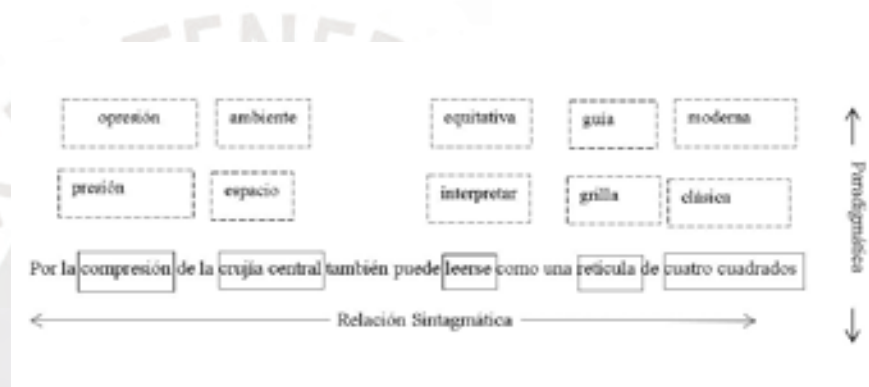 opresión ambiente equitativa guía moderna
presión espacio interpretar grilla clásica
Por la compresión de la crujía central también puede leerse como una retícula de cuatro cuadrados
Relación Sintagmática
Paradigmática